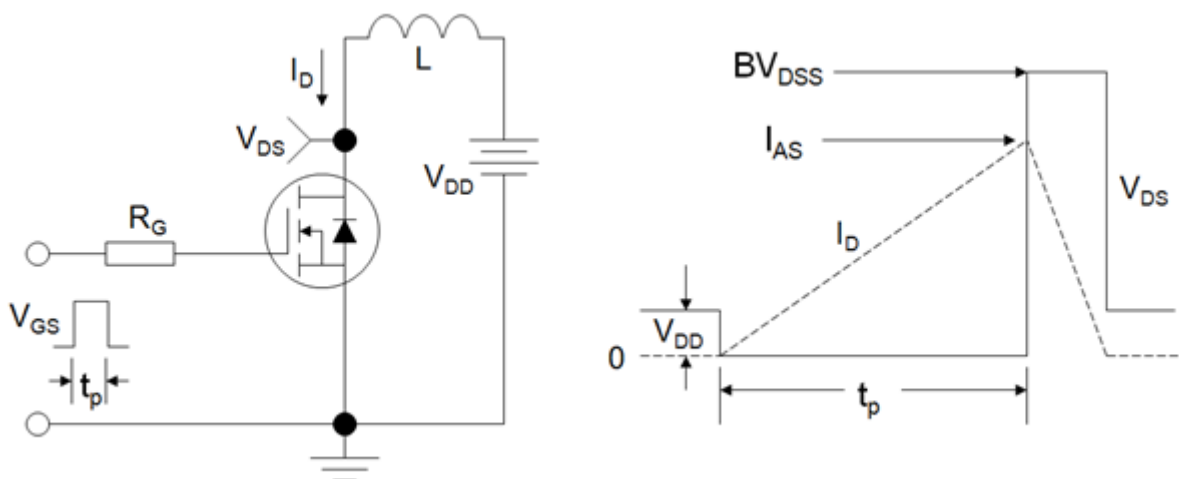 L
I_D
V_DS
V_DD
R_G
V_GS
t_p
BV_DSS
I_AS
V_DS
I_D
V_DD
0
t_p